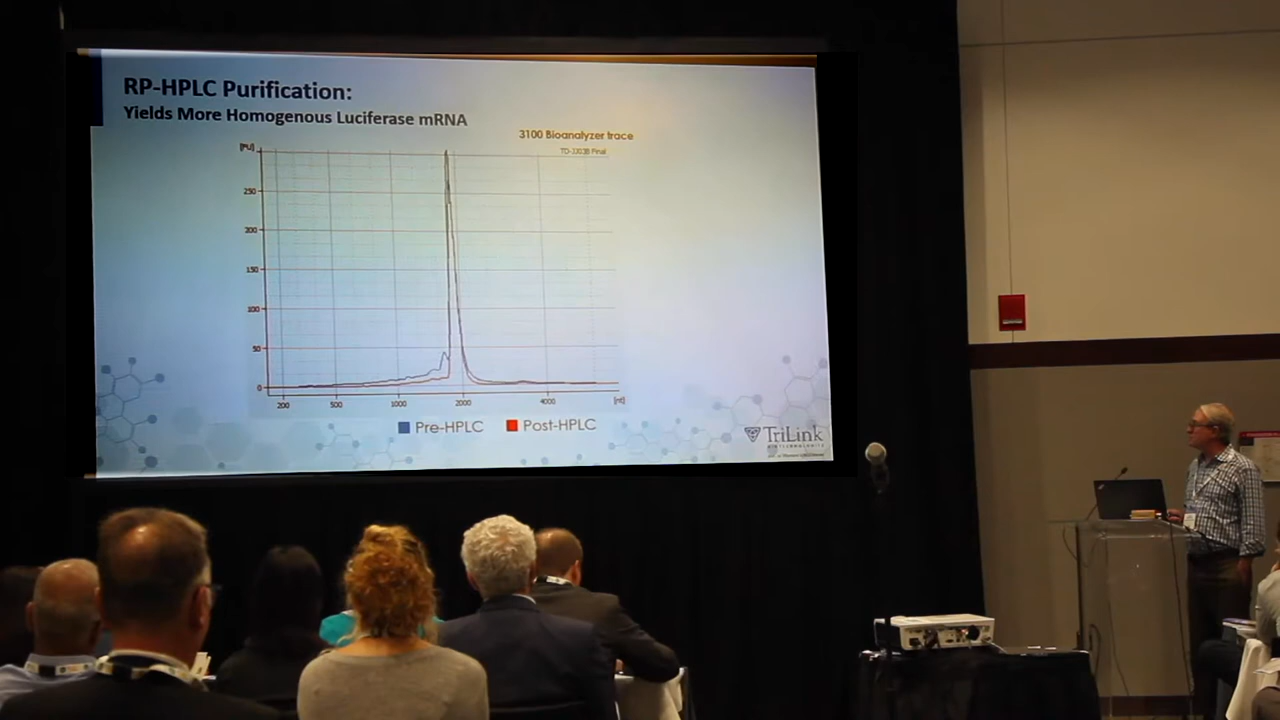 RP-HPLC Purification:
Yields More Homogenous Luciferase mRNA
3100 Bioanalyzer trace
[FU]
250
200
150
100
50
0
200 500 1000 2000 4000 [nt]
Pre-HPLC Post-HPLC
TriLink
BIOTECHNOLOGIES